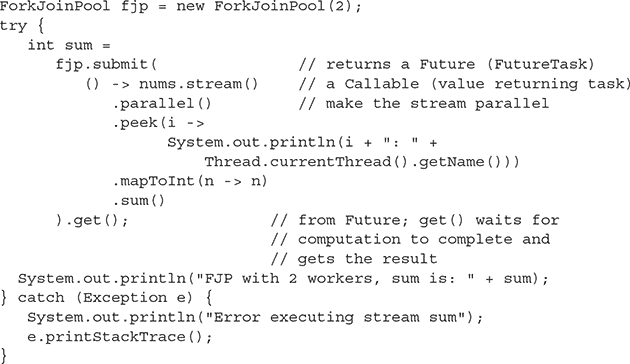 ForkJoinPool fjp = new ForkJoinPool(2);
try {
   int sum =
      fjp.submit(               // returns a Future (FutureTask)
         () -> nums.stream()    // a Callable (value returning task)
            .parallel()         // make the stream parallel
            .peek(i ->
                  System.out.println(i + ": " +
                      Thread.currentThread().getName()))
            .mapToInt(n -> n)
            .sum()
      ).get();               // from Future; get() waits for
                             // computation to complete and
                             // gets the result
  System.out.println("FJP with 2 workers, sum is: " + sum);
} catch (Exception e) {
   System.out.println("Error executing stream sum");
   e.printStackTrace();
}